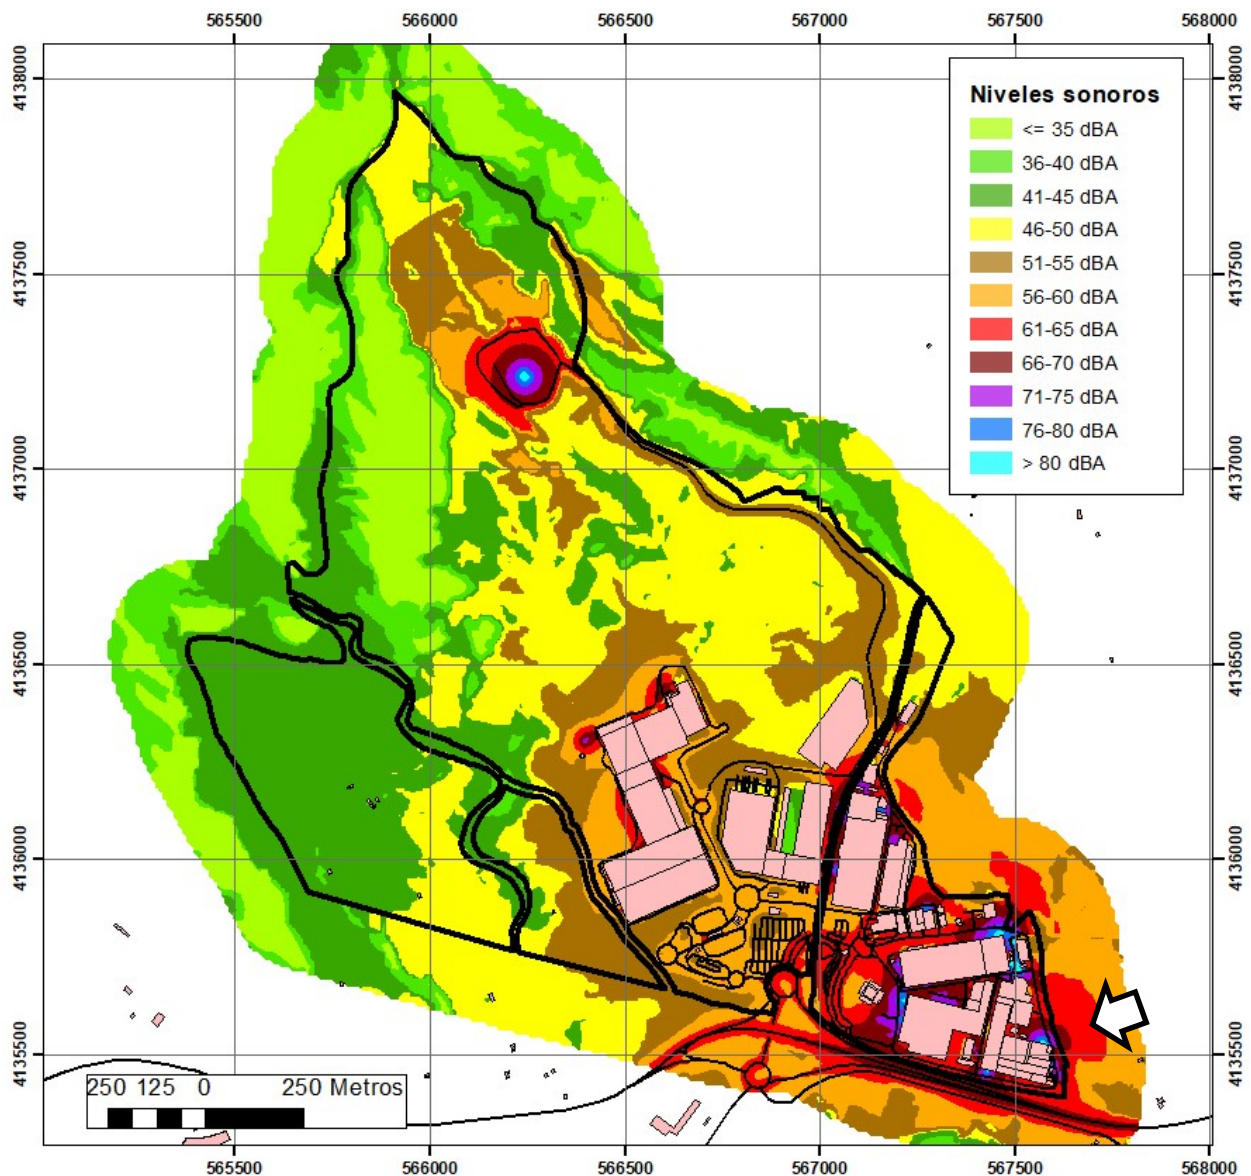 565500 566000 566500 567000 567500 568000
4138000
4137500
4137000
4136500
4136000
4135500
Niveles sonoros
<= 35 dBA
36-40 dBA
41-45 dBA
46-50 dBA
51-55 dBA
56-60 dBA
61-65 dBA
66-70 dBA
71-75 dBA
76-80 dBA
> 80 dBA
4138000
4137500
4137000
4136500
4136000
4135500
250 125 0 250 Metros
565500 566000 566500 567000 567500 568000